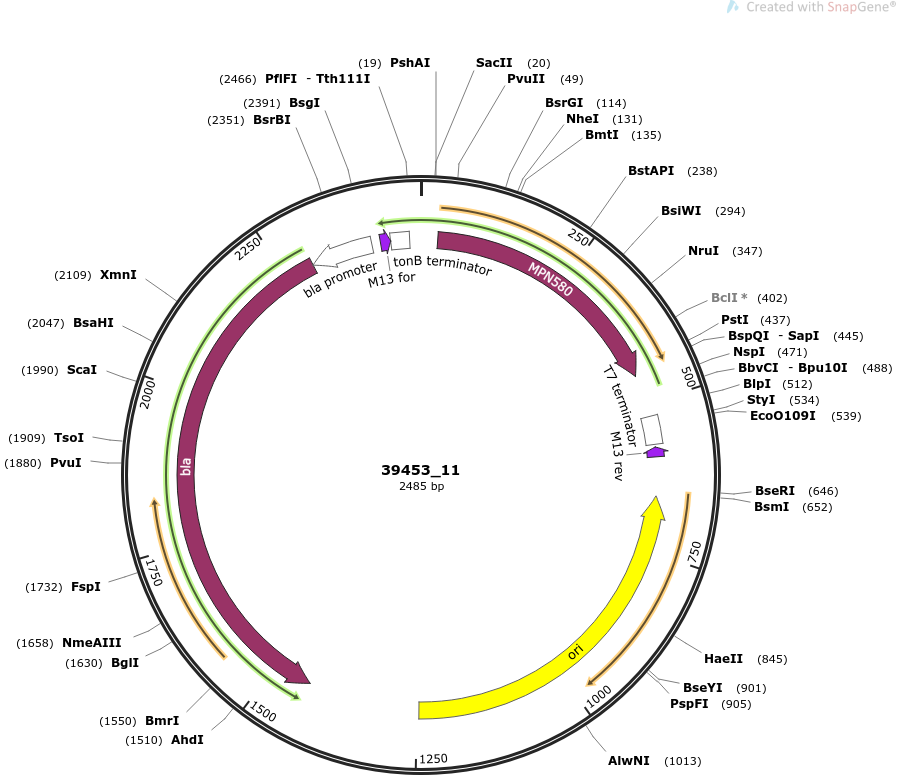 Created with SnapGene®
(19) PshAI
SacII (20)
(2466) PflFI - Tth111I
PvuII (49)
(2391) BsgI
BsrGI (114)
(2351) BsrBI
NheI (131)
BmtI (135)
BstAPI (238)
BsiWI (294)
NruI (347)
BclI * (402)
PstI (437)
BspQI - SapI (445)
NspI (471)
BbvCI - Bpu10I (488)
BlpI (512)
StyI (534)
EcoO109I (539)
BseRI (646)
BsmI (652)
HaeII (845)
BseYI (901)
PspFI (905)
AlwNI (1013)
(1510) AhdI
(1550) BmrI
(1630) BglI
(1658) NmeAIII
(1732) FspI
(1880) PvuI
(1909) TsoI
(1990) ScaI
(2047) BsaHI
(2109) XmnI
250
500
750
1000
1250
1500
1750
2000
2250
MPN580
tonB terminator
M13 for
bla promoter
T7 terminator
M13 rev
bla
ori
39453_11
2485 bp